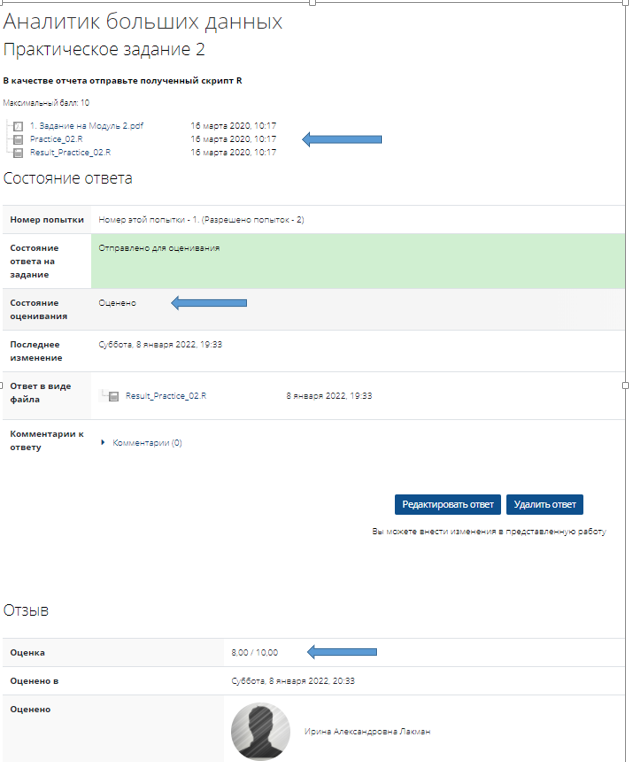 Аналитик больших данных
Практическое задание 2
В качестве отчета отправьте полученный скрипт R
Максимальный балл: 10
1. Задание на Модуль 2.pdf 16 марта 2020, 10:17
Practice_02.R 16 марта 2020, 10:17
Result_Practice_02.R 16 марта 2020, 10:17
Состояние ответа
Номер попытки Номер этой попытки - 1. (Разрешено попыток - 2)
Состояние ответа на задание Отправлено для оценивания
Состояние оценивания Оценено
Последнее изменение Суббота, 8 января 2022, 19:33
Ответ в виде файла Result_Practice_02.R 8 января 2022, 19:33
Комментарии к ответу Комментарии (0)
Редактировать ответ Удалить ответ
Вы можете внести изменения в представленную работу
Отзыв
Оценка 8,00 / 10,00
Оценено в Суббота, 8 января 2022, 20:33
Оценено Ирина Александровна Лакман